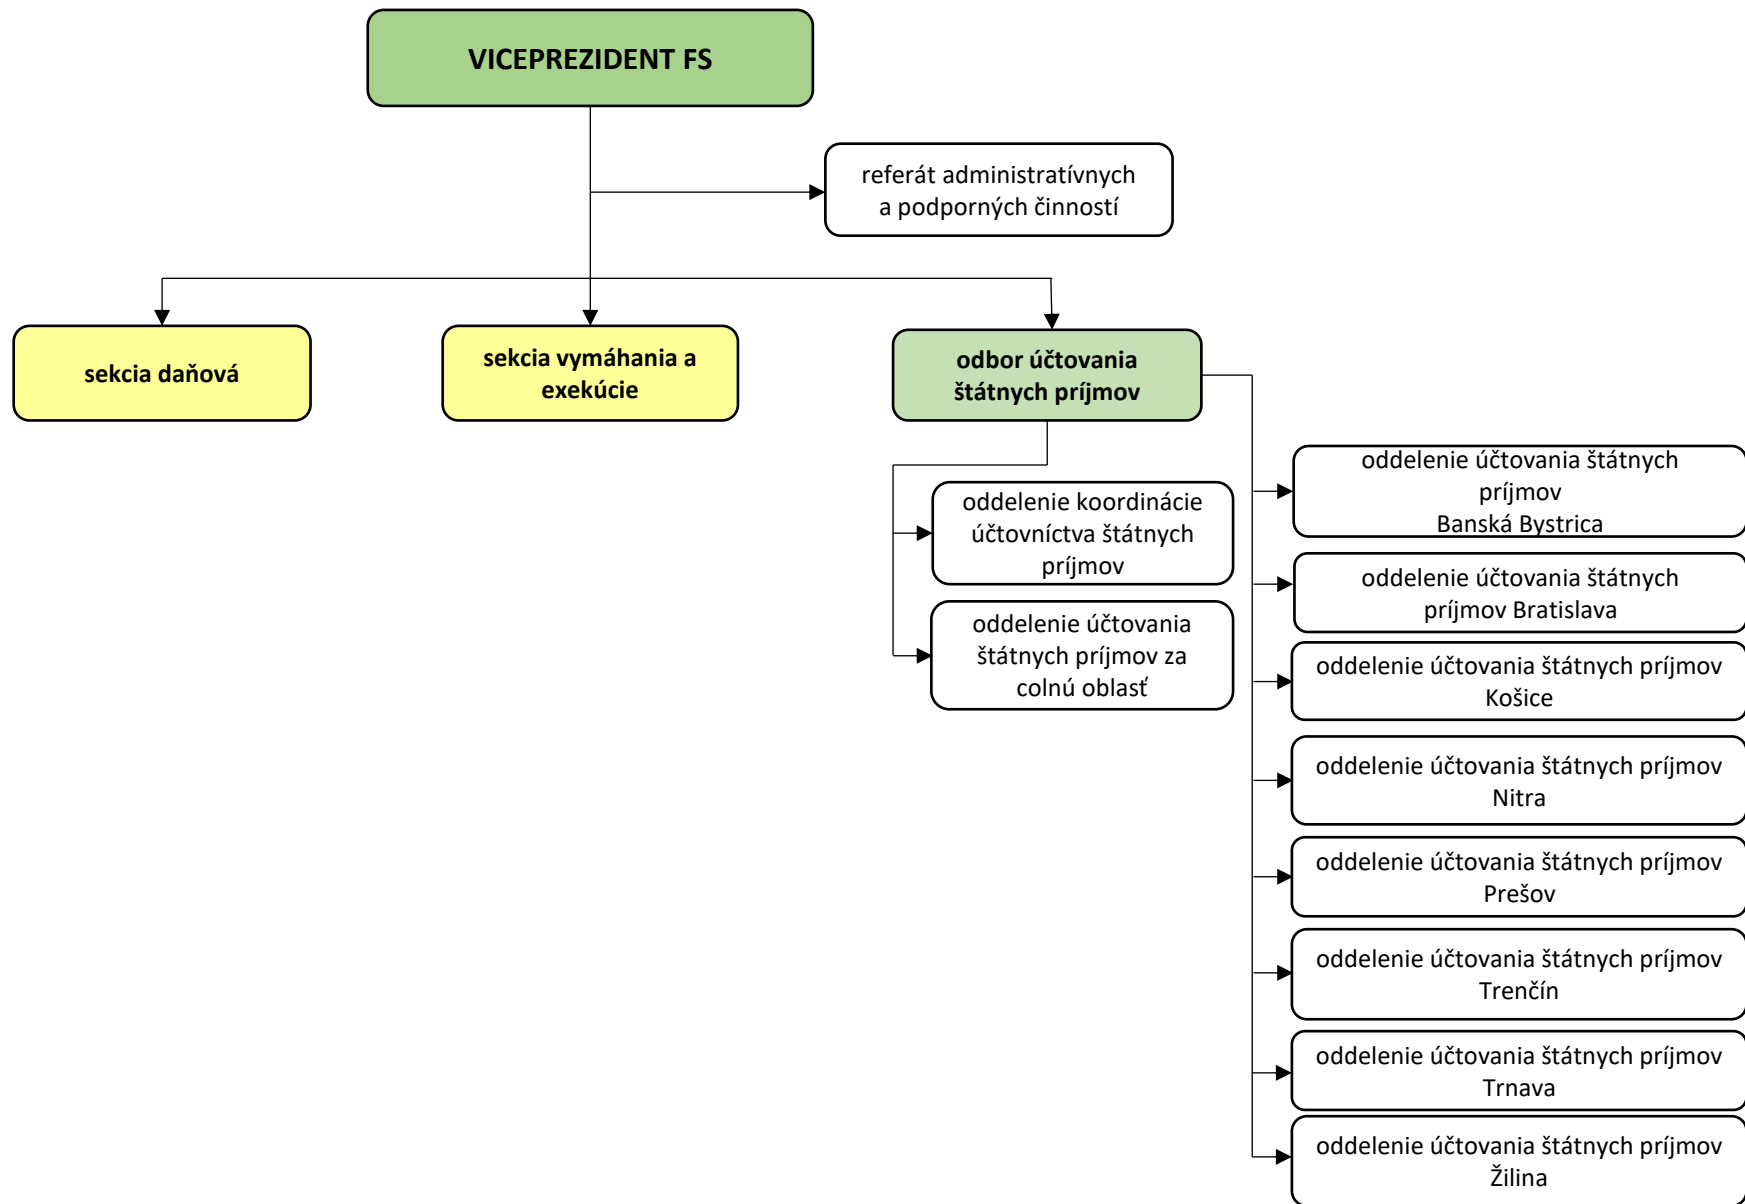 VICEPREZIDENT FS
referát administratívnych
a podporných činností
sekcia daňová
sekcia vymáhania a
exekúcie
odbor účtovania
štátnych príjmov
oddelenie koordinácie
účtovníctva štátnych
príjmov
oddelenie účtovania
štátnych príjmov za
colnú oblasť
oddelenie účtovania štátnych
príjmov
Banská Bystrica
oddelenie účtovania štátnych
príjmov Bratislava
oddelenie účtovania štátnych príjmov
Košice
oddelenie účtovania štátnych príjmov
Nitra
oddelenie účtovania štátnych príjmov
Prešov
oddelenie účtovania štátnych príjmov
Trenčín
oddelenie účtovania štátnych príjmov
Trnava
oddelenie účtovania štátnych príjmov
Žilina